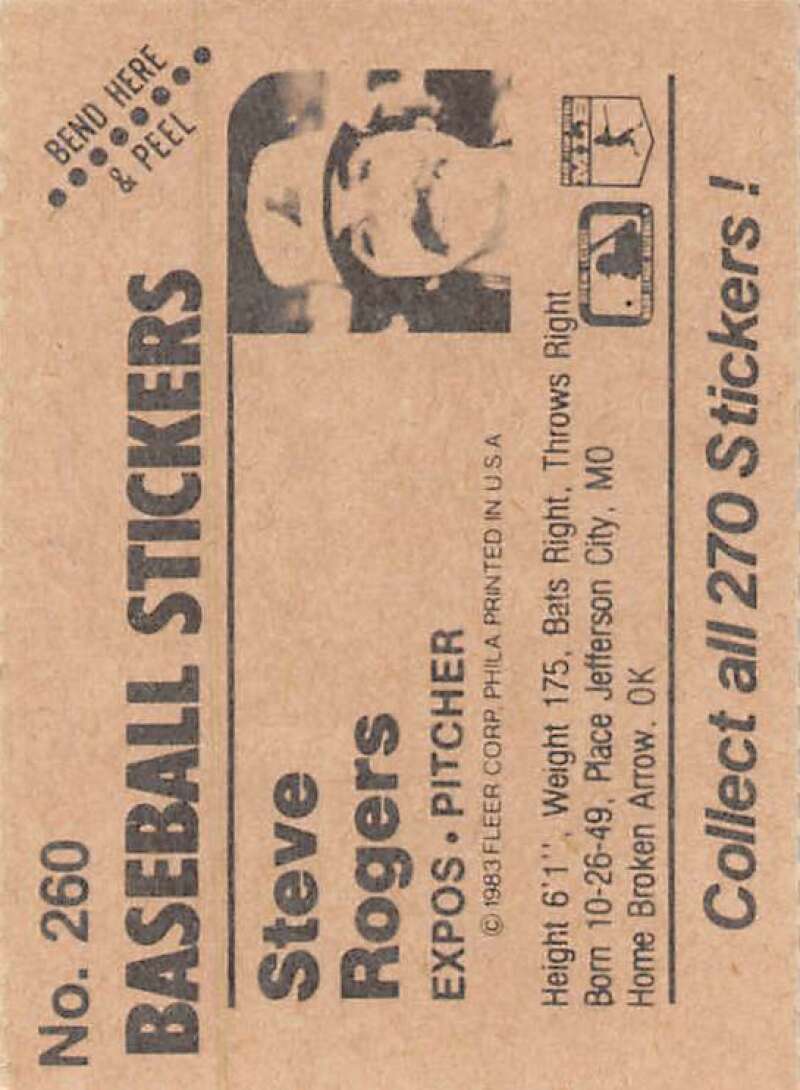 No. 260
BEND HERE
& PEEL
BASEBALL STICKERS
Steve
Rogers
EXPOS • PITCHER
© 1983 FLEER CORP. PHILA PRINTED IN U.S.A
Height 6'1'', Weight 175, Bats Right, Throws Right
Born 10-26-49, Place Jefferson City, MO
Home Broken Arrow, OK
Collect all 270 Stickers !